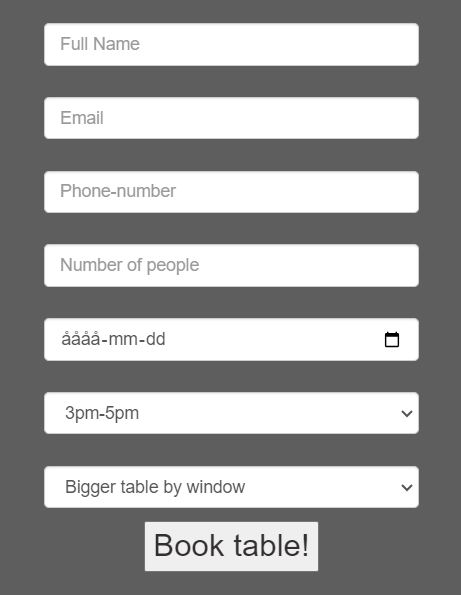 Full Name
Email
Phone-number
Number of people
åååå-mm-dd
3pm-5pm
Bigger table by window
Book table!